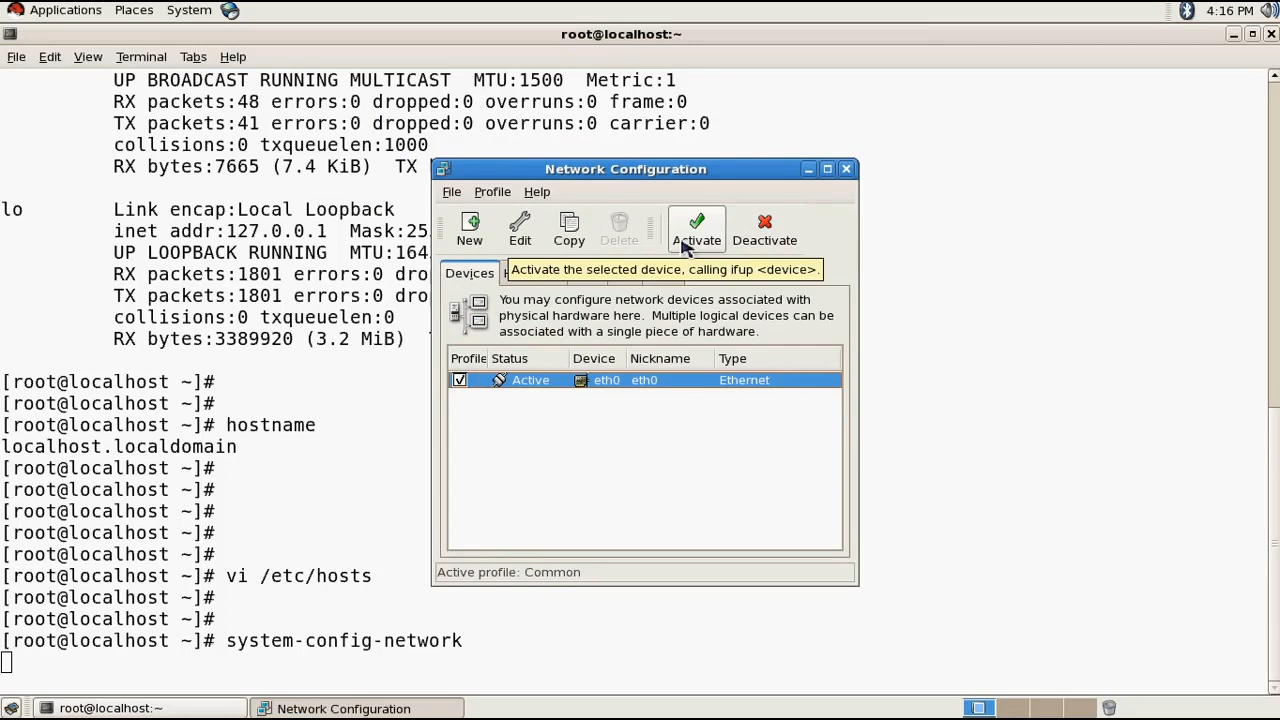 Applications Places System 4:16 PM
root@localhost:~
File Edit View Terminal Tabs Help
UP BROADCAST RUNNING MULTICAST MTU:1500 Metric:1
RX packets:48 errors:0 dropped:0 overruns:0 frame:0
TX packets:41 errors:0 dropped:0 overruns:0 carrier:0
collisions:0 txqueuelen:1000
RX bytes:7665 (7.4 KiB) TX
lo Link encap:Local Loopback
inet addr:127.0.0.1 Mask:25
UP LOOPBACK RUNNING MTU:164
RX packets:1801 errors:0 dro
TX packets:1801 errors:0 dro
collisions:0 txqueuelen:0
RX bytes:3389920 (3.2 MiB) T
[root@localhost ~]#
[root@localhost ~]#
[root@localhost ~]# hostname
localhost.localdomain
[root@localhost ~]#
[root@localhost ~]#
[root@localhost ~]#
[root@localhost ~]#
[root@localhost ~]#
[root@localhost ~]# vi /etc/hosts
[root@localhost ~]#
[root@localhost ~]#
[root@localhost ~]# system-config-network
Network Configuration
File Profile Help
New Edit Copy Delete Activate Deactivate
Activate the selected device, calling ifup <device>.
Devices
You may configure network devices associated with
physical hardware here. Multiple logical devices can be
associated with a single piece of hardware.
Profile Status Device Nickname Type
Active eth0 eth0 Ethernet
Active profile: Common
root@localhost:~ Network Configuration